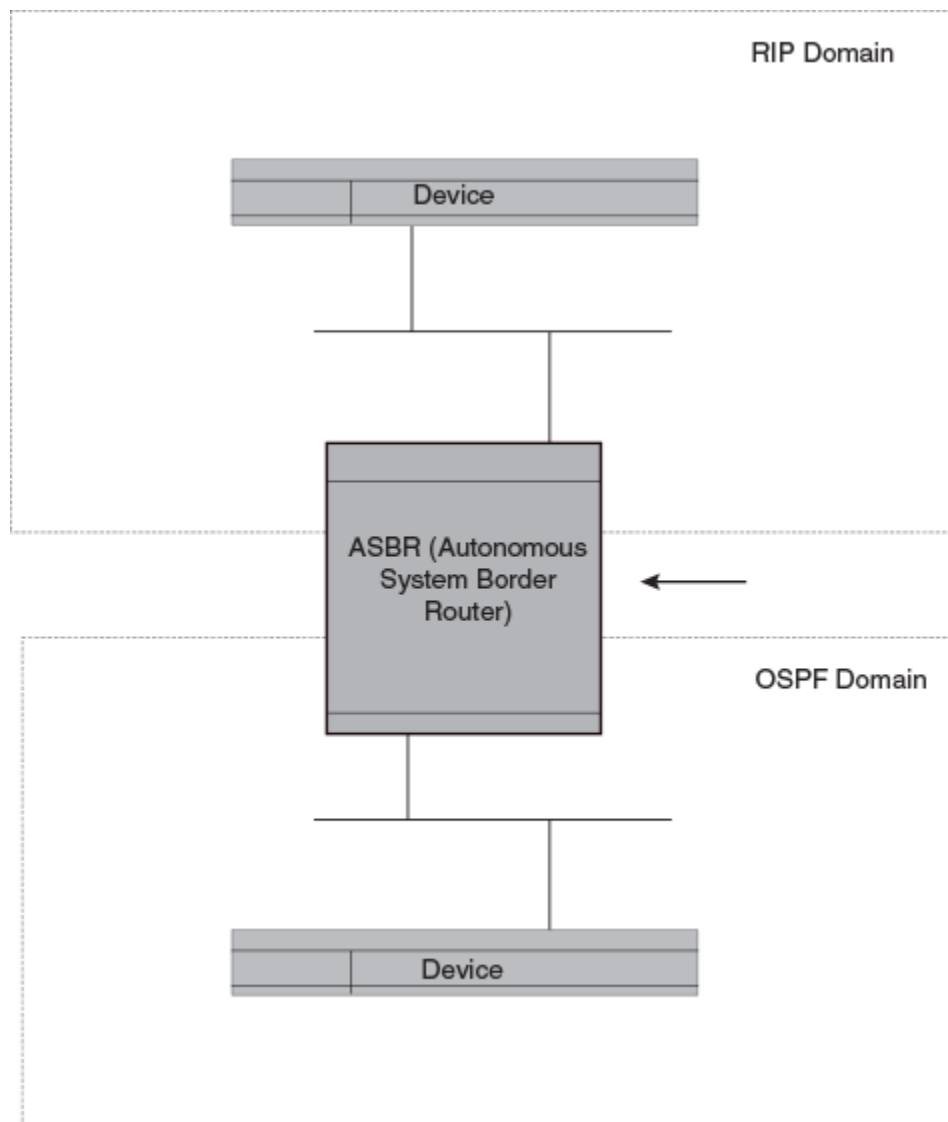 RIP Domain
Device
ASBR (Autonomous
System Border
Router)
OSPF Domain
Device